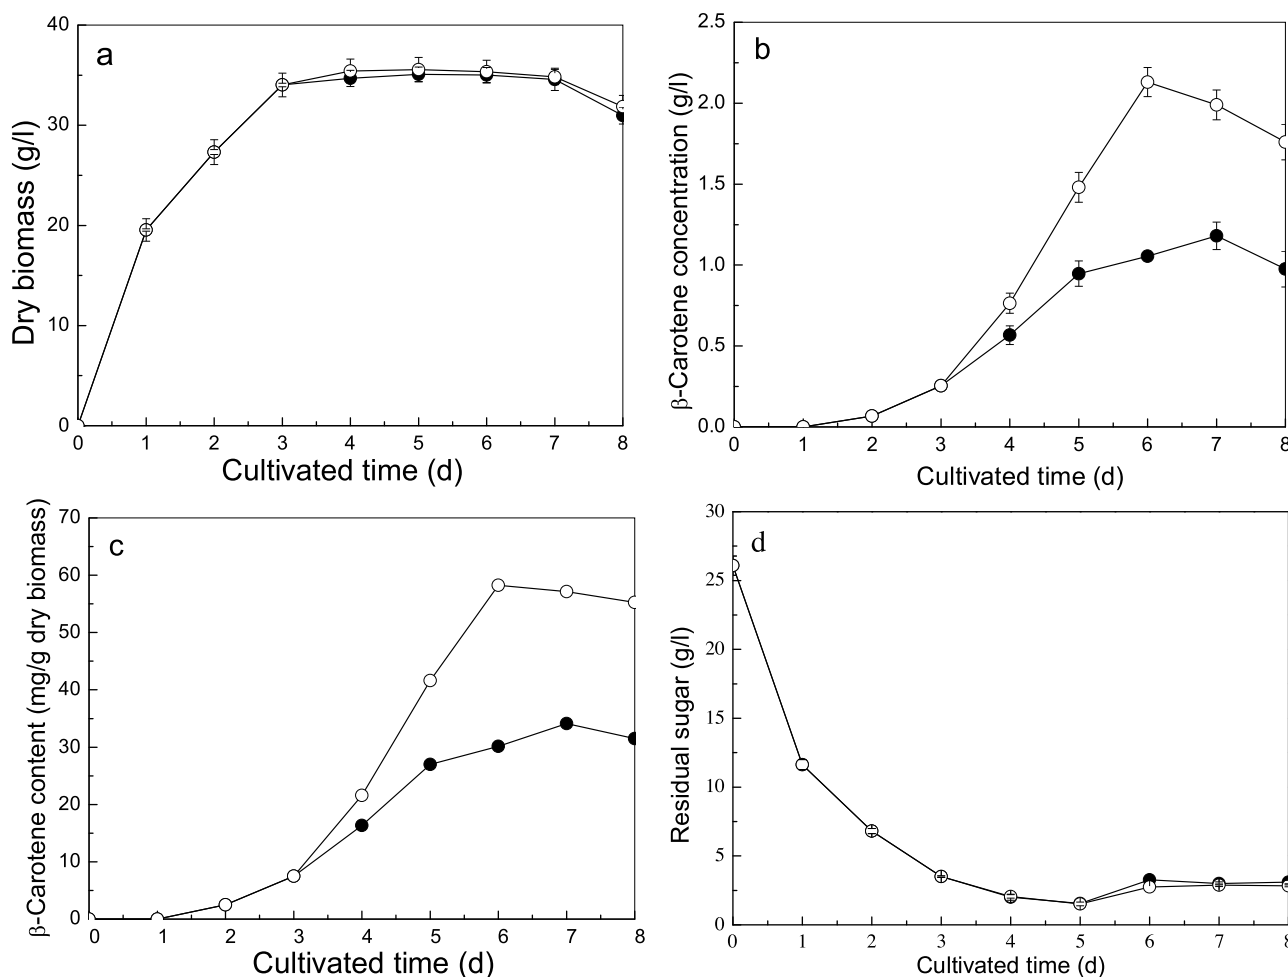 a
Dry biomass (g/l)
40
30
20
10
0
0 1 2 3 4 5 6 7 8
Cultivated time (d)
b
β-Carotene concentration (g/l)
2.5
2.0
1.5
1.0
0.5
0.0
0 1 2 3 4 5 6 7 8
Cultivated time (d)
c
β-Carotene content (mg/g dry biomass)
70
60
50
40
30
20
10
0
0 1 2 3 4 5 6 7 8
Cultivated time (d)
d
Residual sugar (g/l)
30
25
20
15
10
5
0
0 1 2 3 4 5 6 7 8
Cultivated time (d)